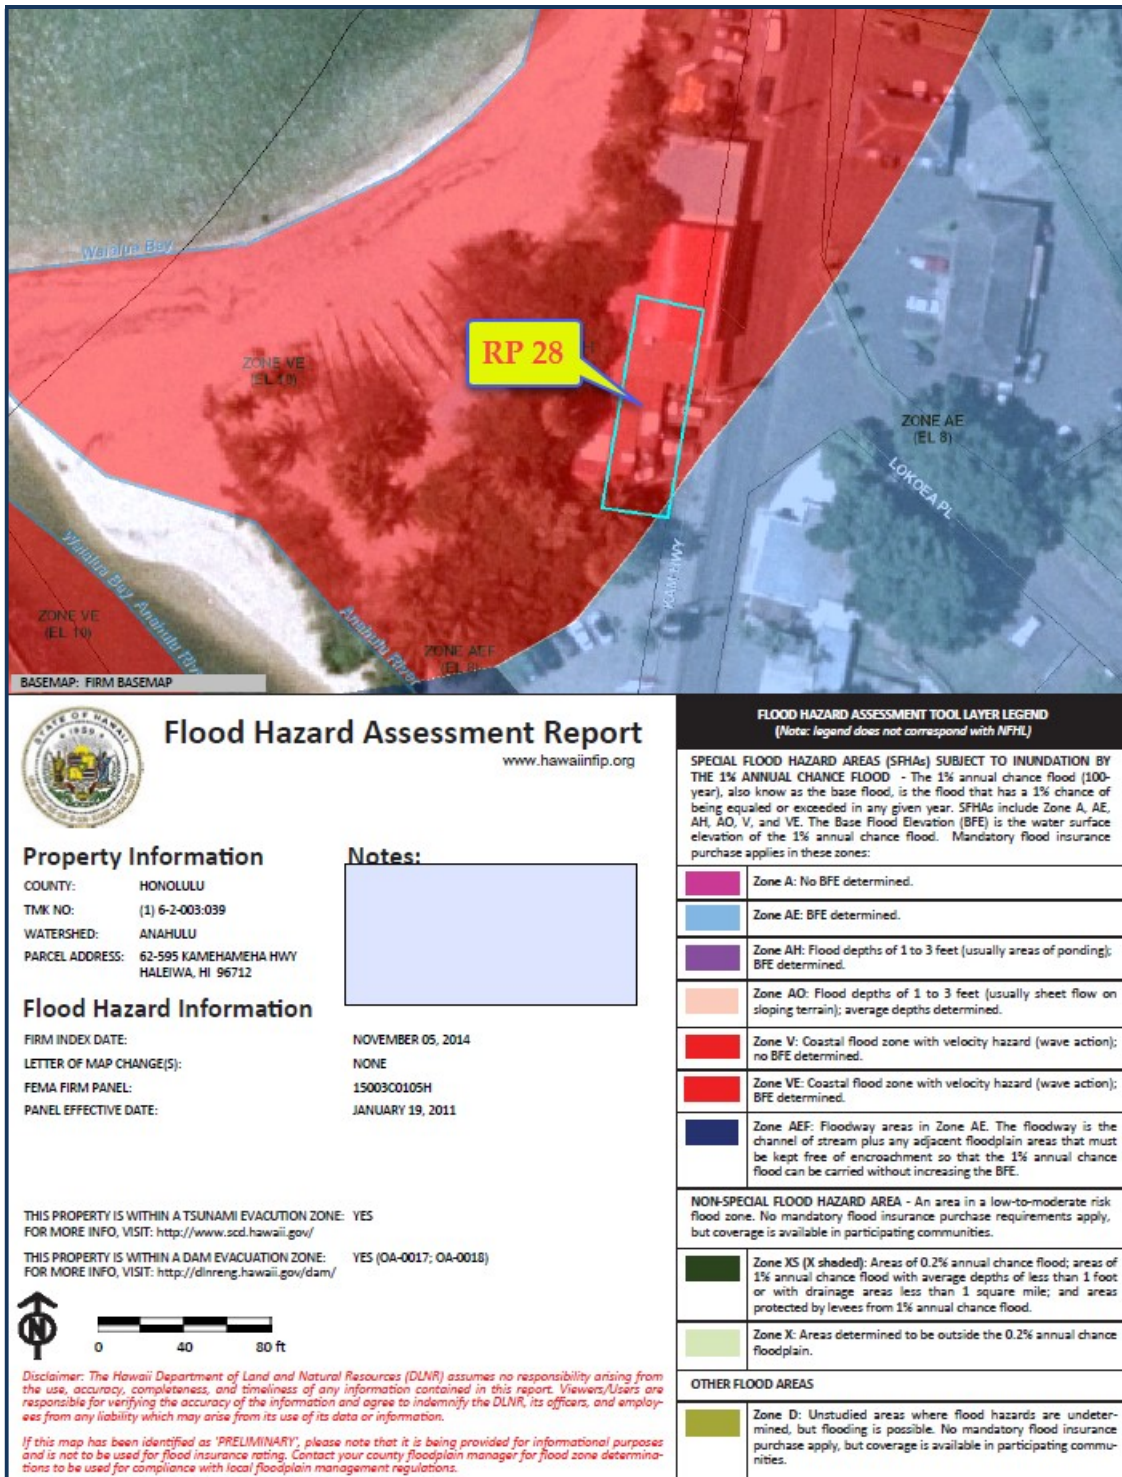 Waialua Bay
RP 28
ZONE VE
(EL 10)
ZONE AE
(EL 8)
LOKOEA PL
KAM HWY
Waialua Bay, Anahulu River
Anahulu River
ZONE VE
(EL 10)
ZONE AEF
(EL 8)
BASEMAP: FIRM BASEMAP
STATE OF HAWAII
1959
Flood Hazard Assessment Report
www.hawaiinfip.org
Property Information
COUNTY: HONOLULU
TMK NO: (1) 6-2-003:039
WATERSHED: ANAHULU
PARCEL ADDRESS: 62-595 KAMEHAMEHA HWY
HALEIWA, HI 96712
Notes:
Flood Hazard Information
FIRM INDEX DATE: NOVEMBER 05, 2014
LETTER OF MAP CHANGE(S): NONE
FEMA FIRM PANEL: 15003C0105H
PANEL EFFECTIVE DATE: JANUARY 19, 2011
THIS PROPERTY IS WITHIN A TSUNAMI EVACUTION ZONE: YES
FOR MORE INFO, VISIT: http://www.scd.hawaii.gov/
THIS PROPERTY IS WITHIN A DAM EVACUATION ZONE: YES (OA-0017; OA-0018)
FOR MORE INFO, VISIT: http://dlnreng.hawaii.gov/dam/
N
0 40 80 ft
Disclaimer: The Hawaii Department of Land and Natural Resources (DLNR) assumes no responsibility arising from
the use, accuracy, completeness, and timeliness of any information contained in this report. Viewers/Users are
responsible for verifying the accuracy of the information and agree to indemnify the DLNR, its officers, and employ-
ees from any liability which may arise from its use of its data or information.
If this map has been identified as 'PRELIMINARY', please note that it is being provided for informational purposes
and is not to be used for flood insurance rating. Contact your county floodplain manager for flood zone determina-
tions to be used for compliance with local floodplain management regulations.
FLOOD HAZARD ASSESSMENT TOOL LAYER LEGEND
(Note: legend does not correspond with NFHL)
SPECIAL FLOOD HAZARD AREAS (SFHAs) SUBJECT TO INUNDATION BY
THE 1% ANNUAL CHANCE FLOOD - The 1% annual chance flood (100-
year), also know as the base flood, is the flood that has a 1% chance of
being equaled or exceeded in any given year. SFHAs include Zone A, AE,
AH, AO, V, and VE. The Base Flood Elevation (BFE) is the water surface
elevation of the 1% annual chance flood. Mandatory flood insurance
purchase applies in these zones:
Zone A: No BFE determined.
Zone AE: BFE determined.
Zone AH: Flood depths of 1 to 3 feet (usually areas of ponding);
BFE determined.
Zone AO: Flood depths of 1 to 3 feet (usually sheet flow on
sloping terrain); average depths determined.
Zone V: Coastal flood zone with velocity hazard (wave action);
no BFE determined.
Zone VE: Coastal flood zone with velocity hazard (wave action);
BFE determined.
Zone AEF: Floodway areas in Zone AE. The floodway is the
channel of stream plus any adjacent floodplain areas that must
be kept free of encroachment so that the 1% annual chance
flood can be carried without increasing the BFE.
NON-SPECIAL FLOOD HAZARD AREA - An area in a low-to-moderate risk
flood zone. No mandatory flood insurance purchase requirements apply,
but coverage is available in participating communities.
Zone XS (X shaded): Areas of 0.2% annual chance flood; areas of
1% annual chance flood with average depths of less than 1 foot
or with drainage areas less than 1 square mile; and areas
protected by levees from 1% annual chance flood.
Zone X: Areas determined to be outside the 0.2% annual chance
floodplain.
OTHER FLOOD AREAS
Zone D: Unstudied areas where flood hazards are undeter-
mined, but flooding is possible. No mandatory flood insurance
purchase apply, but coverage is available in participating commu-
nities.